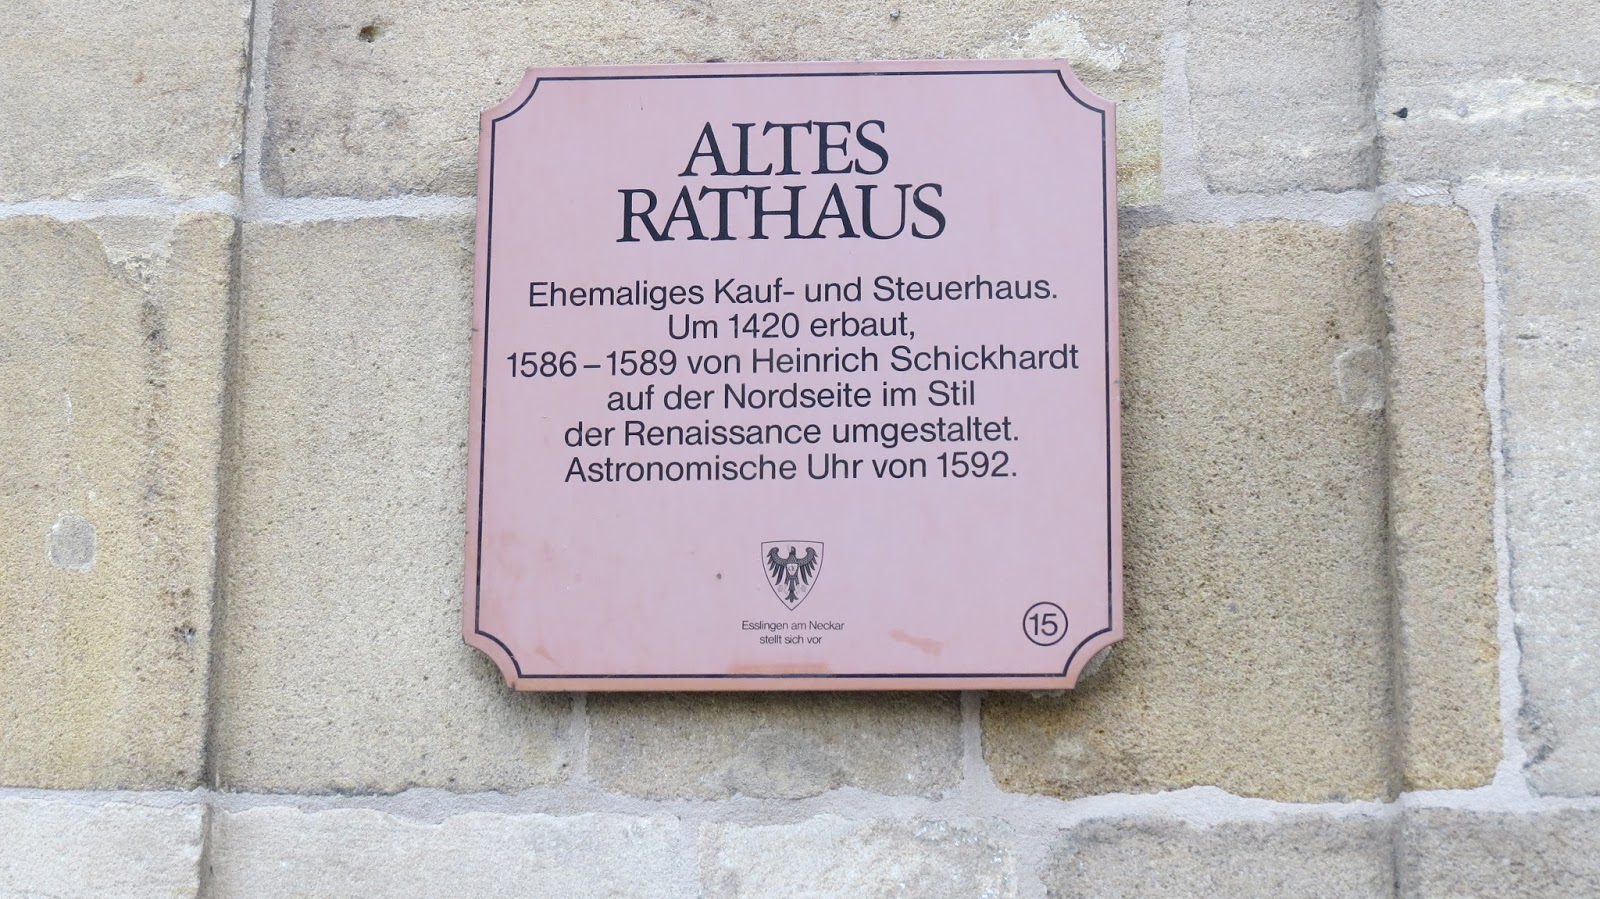 ALTES
RATHAUS
Ehemaliges Kauf- und Steuerhaus.
Um 1420 erbaut,
1586 – 1589 von Heinrich Schickhardt
auf der Nordseite im Stil
der Renaissance umgestaltet.
Astronomische Uhr von 1592.
Esslingen am Neckar
stellt sich vor
15